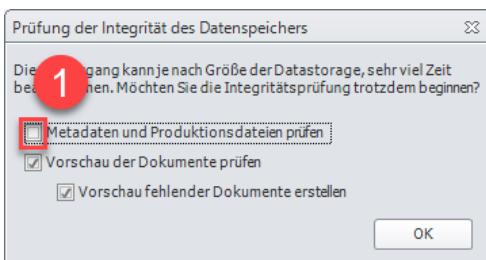 Prüfung der Integrität des Datenspeichers
Die gang kann je nach Größe der Datastorage, sehr viel Zeit
hen. Möchten Sie die Integritätsprüfung trotzdem beginnen?
1
Metadaten und Produktionsdateien prüfen
Vorschau der Dokumente prüfen
Vorschau fehlender Dokumente erstellen
OK